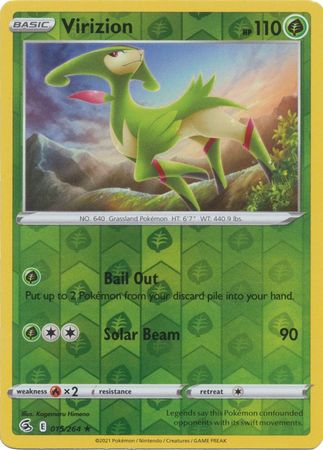 BASIC Virizion HP 110
NO. 640 Grassland Pokémon HT: 6'7" WT: 440.9 lbs.
Bail Out
Put up to 2 Pokémon from your discard pile into your hand.
Solar Beam 90
weakness ×2 resistance retreat
Illus. Kagemaru Himeno
E 015/264 ★
Legends say this Pokémon confounded
opponents with its swift movements.
©2021 Pokémon / Nintendo / Creatures / GAME FREAK